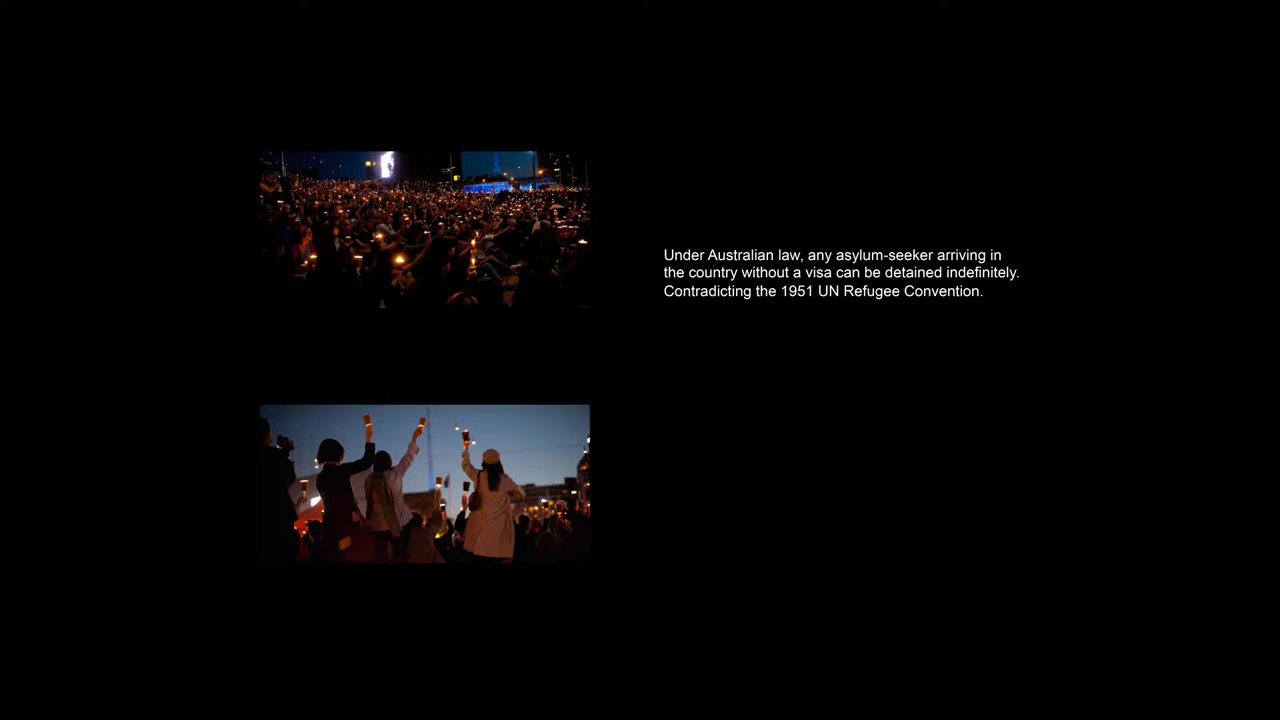 Under Australian law, any asylum-seeker arriving in
the country without a visa can be detained indefinitely.
Contradicting the 1951 UN Refugee Convention.